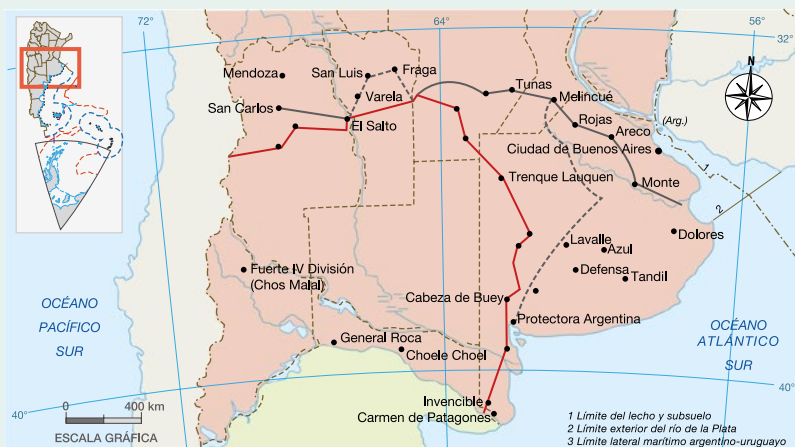 72°
64°
56°
32°
N
Mendoza
San Luis
Fraga
Varela
San Carlos
El Salto
Tunas
Melincué
Rojas
Areco
(Arg.)
Ciudad de Buenos Aires
1
Trenque Lauquen
Monte
2
Dolores
Lavalle
Azul
Fuerte IV División
(Chos Malal)
Defensa
Tandil
Cabeza de Buey
Protectora Argentina
OCÉANO
PACÍFICO
SUR
OCÉANO
ATLÁNTICO
SUR
General Roca
Choele Choel
40°
40°
Invencible
Carmen de Patagones
0
400 km
ESCALA GRÁFICA
1 Límite del lecho y subsuelo
2 Límite exterior del río de la Plata
3 Límite lateral marítimo argentino-uruguayo